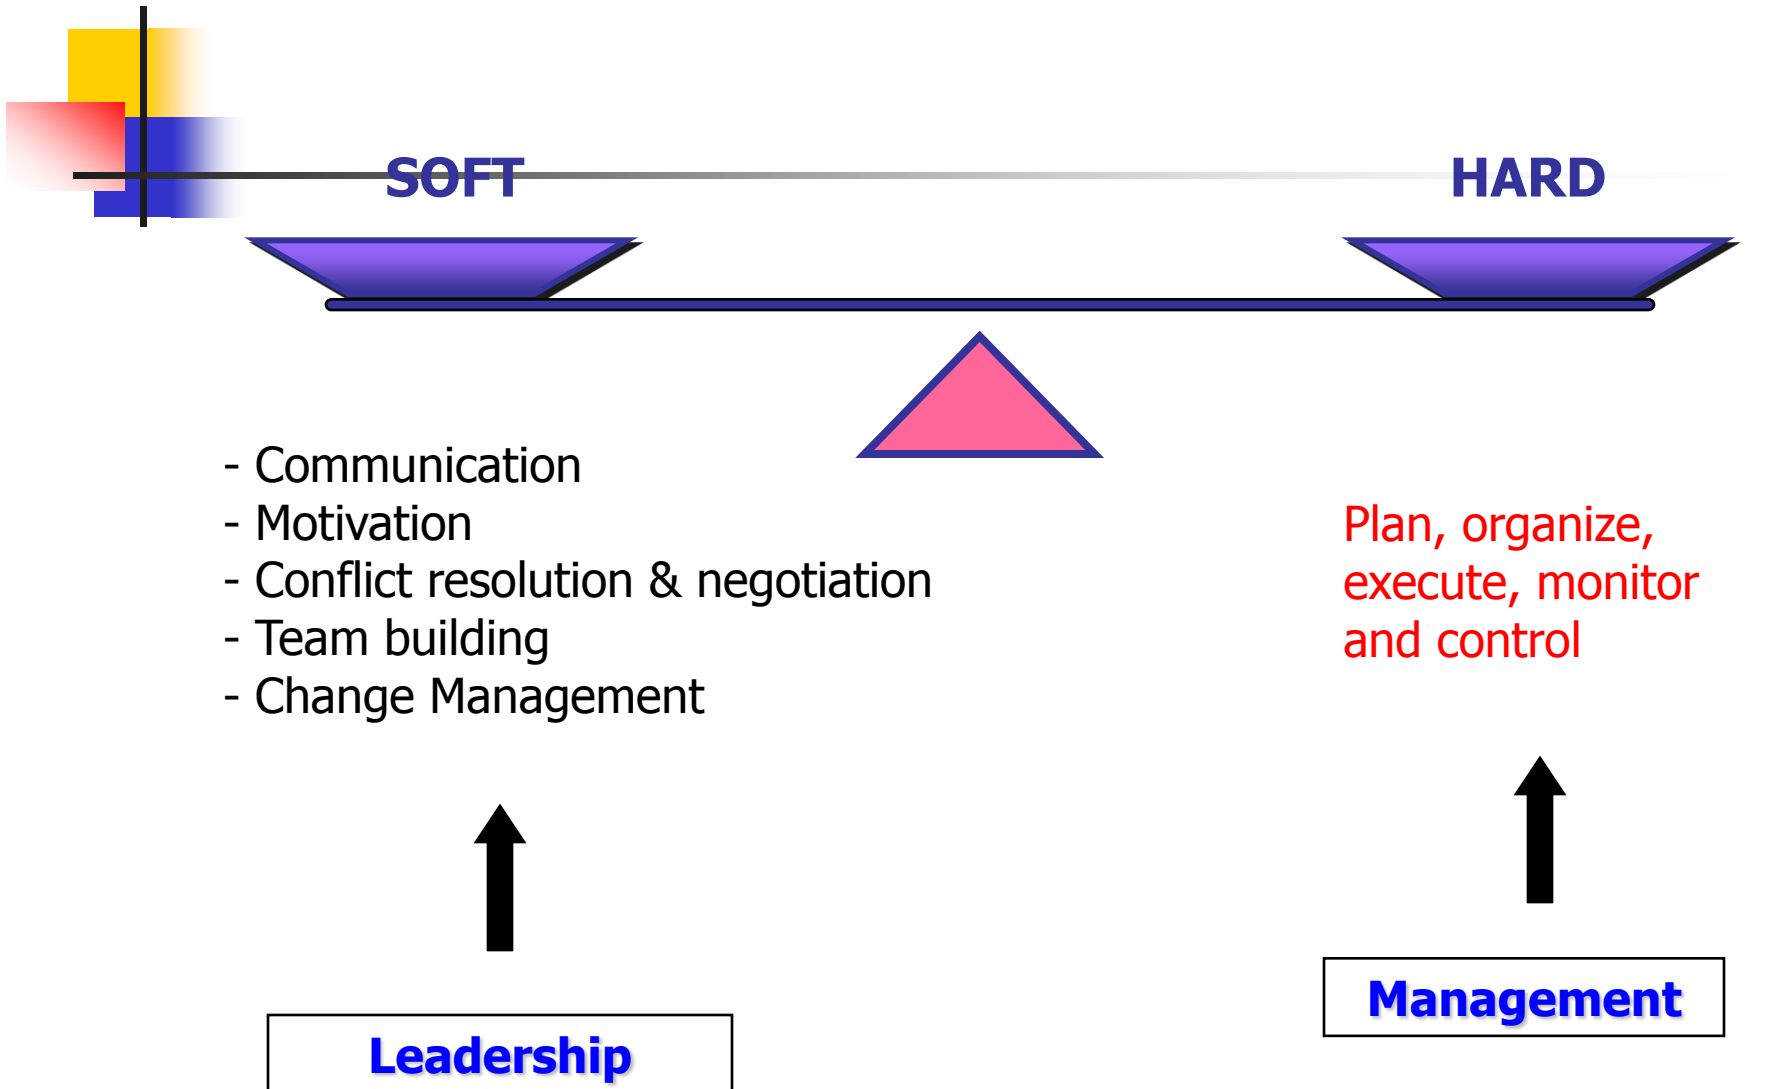 SOFT
HARD
- Communication
- Motivation
- Conflict resolution & negotiation
- Team building
- Change Management
Plan, organize,
execute, monitor
and control
Leadership
Management